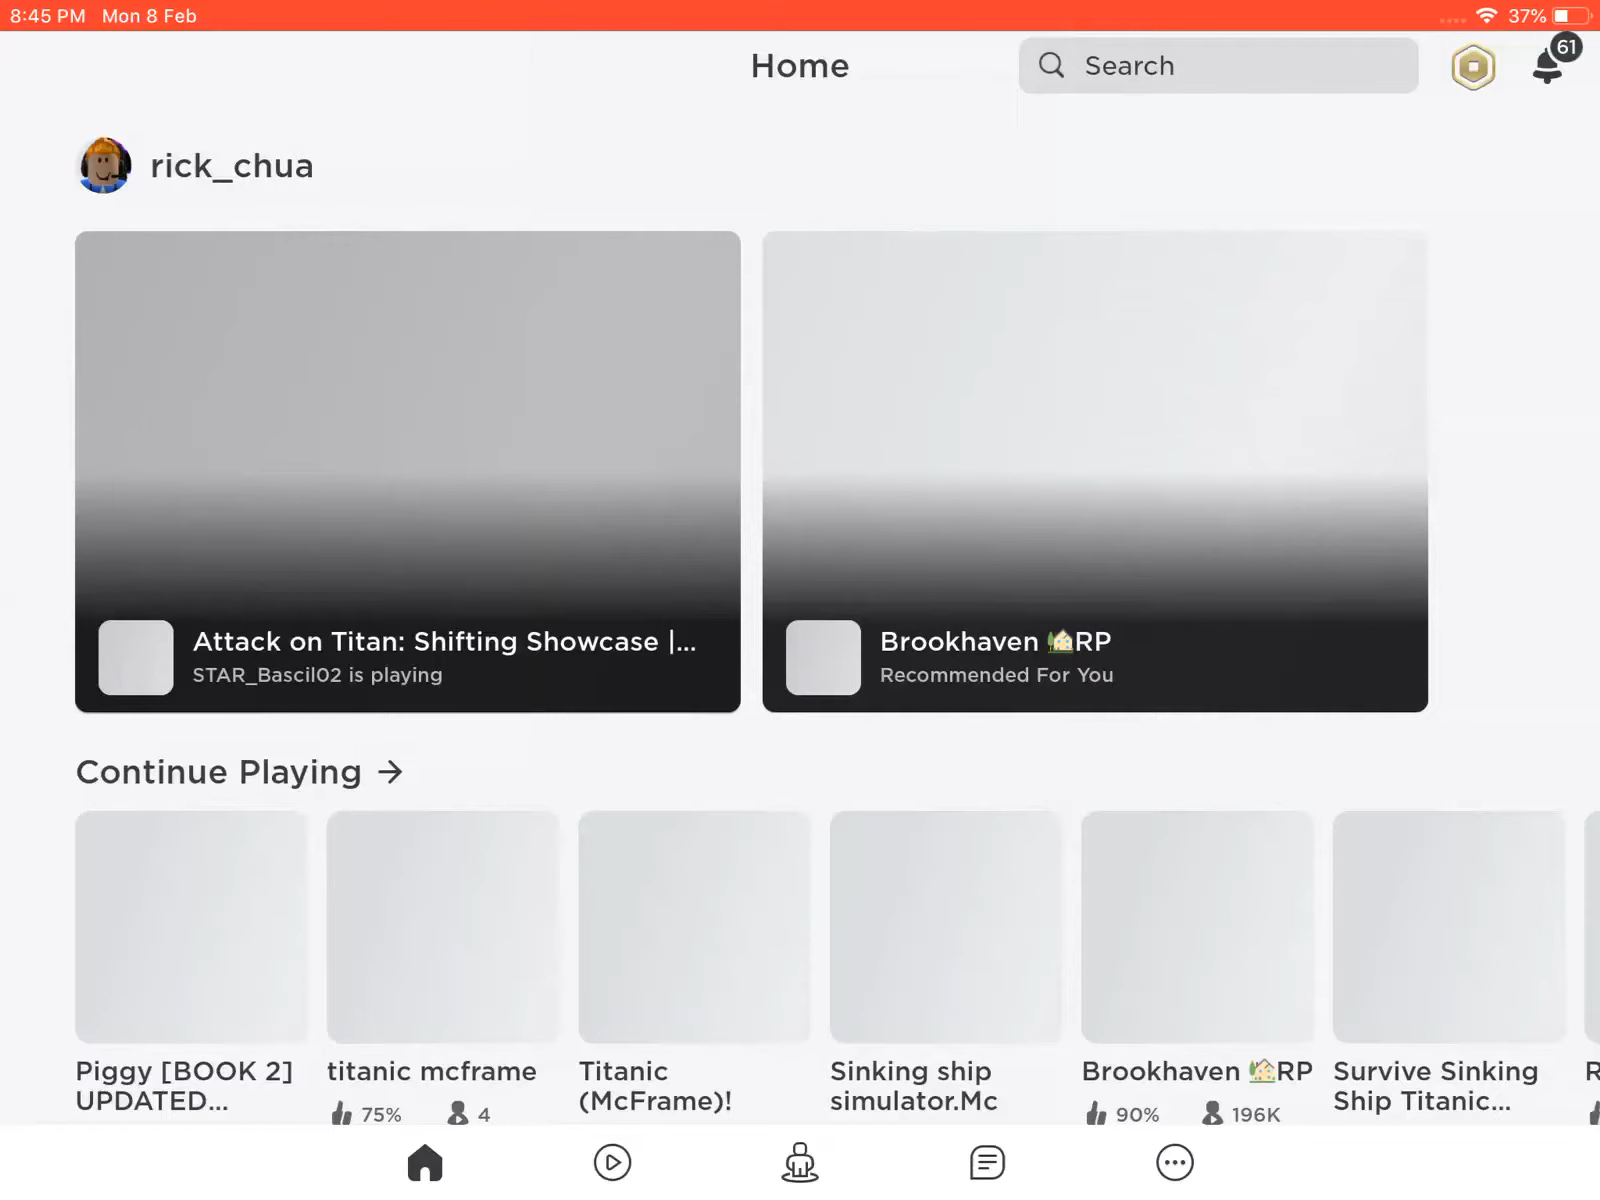 8:45 PM Mon 8 Feb
37%
Home
Search
61
rick_chua
Attack on Titan: Shifting Showcase |...
STAR_Bascil02 is playing
Brookhaven 🏡RP
Recommended For You
Continue Playing →
Piggy [BOOK 2]
UPDATED...
titanic mcframe
75% 4
Titanic
(McFrame)!
Sinking ship
simulator.Mc
Brookhaven 🏡RP
90% 196K
Survive Sinking
Ship Titanic...